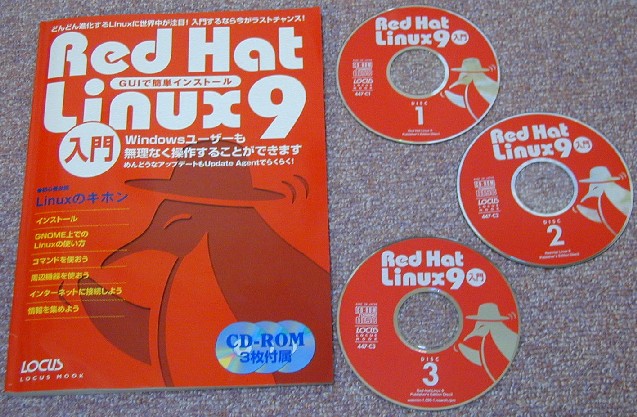 どんどん進化するLinuxに世界中が注目!入門するなら今がラストチャンス!
Red Hat
GUIで簡単インストール
Linux 9
入門
Windowsユーザーも
無理なく操作することができます
めんどうなアップデートもUpdate Agentでらくらく!
Linuxのキホン
インストール
GNOME上での
Linuxの使い方
コマンドを使おう
周辺機器を使おう
インターネットに接続しよう
情報を集めよう
CD-ROM
3枚付属
LOCUS
LOCUS MOOK
Red Hat
Linux 9 入門
LOCUS
447-C1
DISC
1
Red Hat
Linux 9 入門
LOCUS
447-C2
DISC
2
Red Hat
Linux 9 入門
LOCUS
447-C3
DISC
3